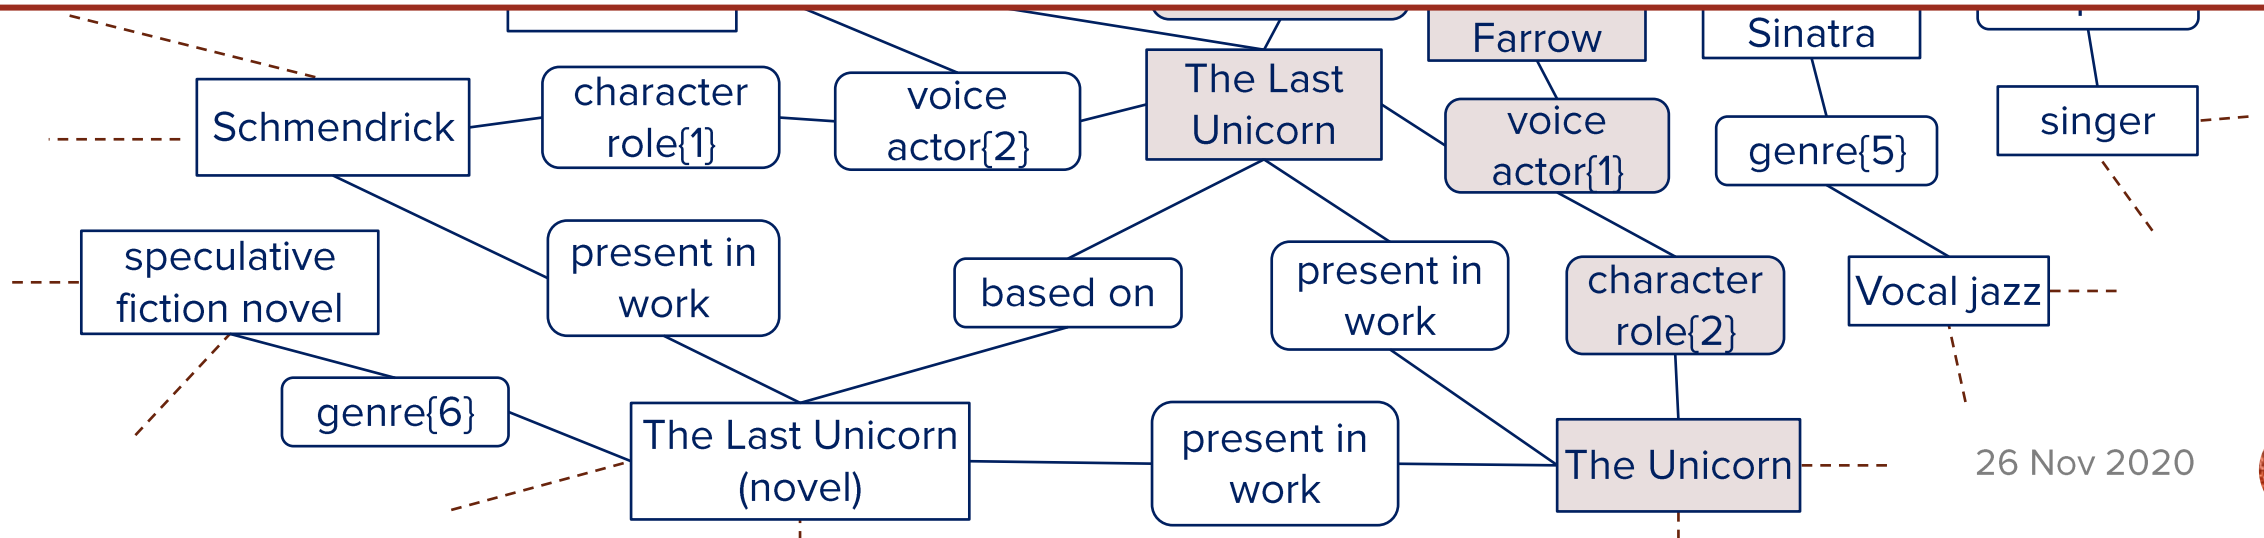 Farrow
Sinatra
The Last
Unicorn
Schmendrick
character
role{1}
voice
actor{2}
voice
actor{1}
genre{5}
singer
speculative
fiction novel
present in
work
based on
present in
work
character
role{2}
Vocal jazz
genre{6}
The Last Unicorn
(novel)
present in
work
The Unicorn
26 Nov 2020